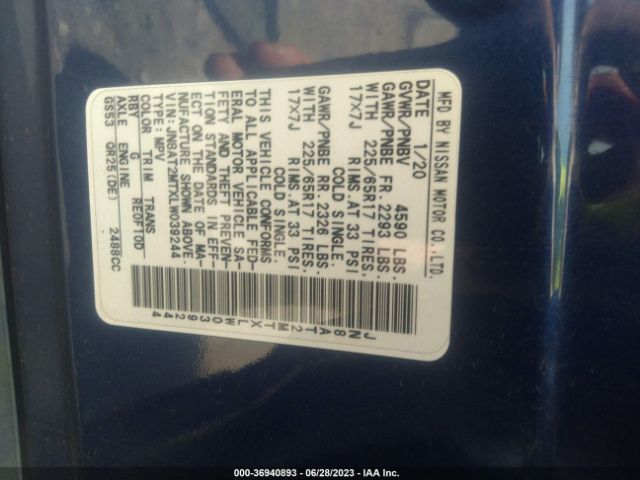 MFD BY NISSAN MOTOR CO.,LTD.
DATE 1/20
GVWR/PNBV 4590 LBS.
GAWR/PNBE FR. 2293 LBS.
WITH 225/65R17 TIRES.
17X7J RIMS AT 33 PSI
COLD SINGLE.
GAWR/PNBE RR. 2326 LBS.
WITH 225/65R17 TIRES.
17X7J RIMS AT 33 PSI
COLD SINGLE.
THIS VEHICLE CONFORMS
TO ALL APPLICABLE FED-
ERAL MOTOR VEHICLE SA-
FETY AND THEFT PREVEN-
TION STANDARDS IN EFF-
ECT ON THE DATE OF MA-
NUFACTURE SHOWN ABOVE.
VIN:JN8AT2MTXLW039244
TYPE:MPV
COLOR TRIM TRANS
RBY G RE0F10D
AXLE ENGINE
GS53 QR25(DE) 2488CC
JN8AT2MTXLW039244
000-36940893 / 06/28/2023 - IAA Inc.